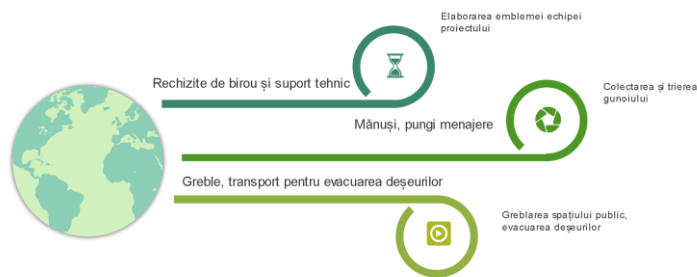 Elaborarea emblemei echipei
proiectului
Rechizite de birou și suport tehnic
Colectarea și trierea
gunoiului
Mănuși, pungi menajere
Greble, transport pentru evacuarea deșeurilor
Greblarea spațiului public,
evacuarea deșeurilor